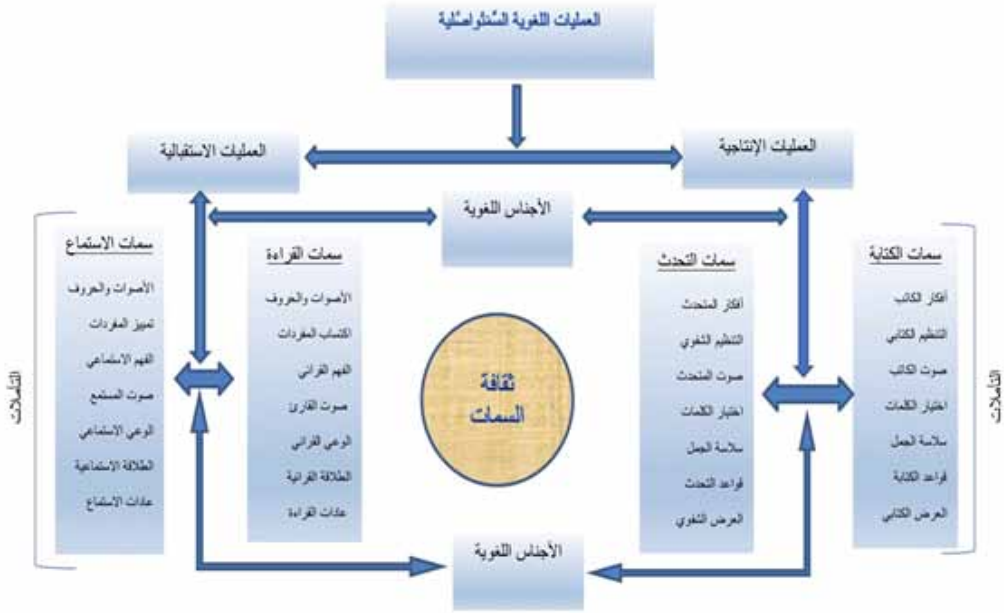 العمليات اللغوية السَّتلواصُلية
العمليات الإنتاجية
العمليات الاستقبالية
الأجناس اللغوية
سمات الكتابة
أفكار الكاتب
التنظيم الكتابي
صوت الكاتب
اختيار الكلمات
سلاسة الجمل
قواعد الكتابة
العرض الكتابي
سمات التحدث
أفكار المتحدث
التنظيم الشفوي
صوت المتحدث
اختيار الكلمات
سلاسة الجمل
قواعد التحدث
العرض الشفوي
ثقافة
السمات
سمات القراءة
الأصوات والحروف
اكتساب المفردات
الفهم القرائي
صوت القارئ
الوعي القرائي
الطلاقة القرائية
عادات القراءة
سمات الاستماع
الأصوات والحروف
تمييز المفردات
الفهم الاستماعي
صوت المستمع
الوعي الاستماعي
الطلاقة الاستماعية
عادات الاستماع
التأملات
التأملات
الأجناس اللغوية